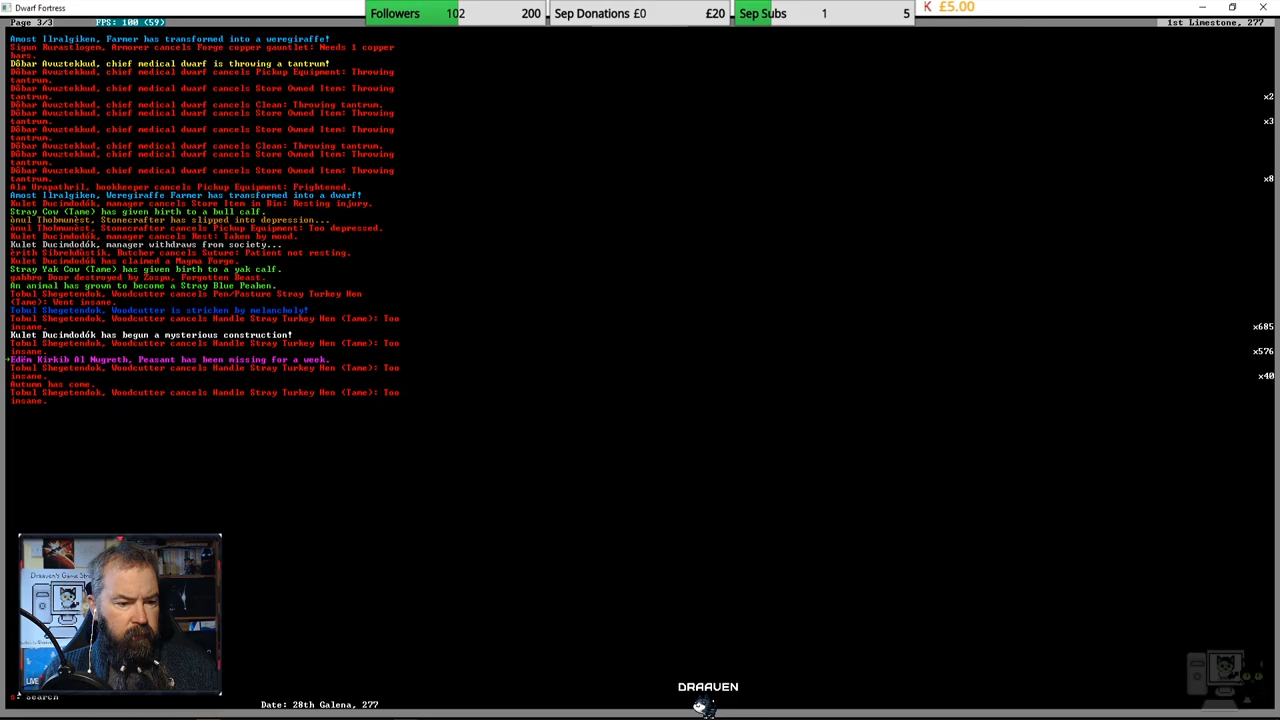 Dwarf Fortress
Followers 102 200 Sep Donations £0 £20 Sep Subs 1 5 K £5.00
Page 3/3 FPS: 100 (59) 1st Limestone, 277
Amost Ilralgiken, Farmer has transformed into a weregiraffe!
Sigun Rurastlogem, Armorer cancels Forge copper gauntlet: Needs 1 copper
bars.
Dôbar Avuztekkud, chief medical dwarf is throwing a tantrum!
Dôbar Avuztekkud, chief medical dwarf cancels Pickup Equipment: Throwing
tantrum.
Dôbar Avuztekkud, chief medical dwarf cancels Store Owned Item: Throwing
tantrum. x2
Dôbar Avuztekkud, chief medical dwarf cancels Clean: Throwing tantrum.
Dôbar Avuztekkud, chief medical dwarf cancels Store Owned Item: Throwing
tantrum. x3
Dôbar Avuztekkud, chief medical dwarf cancels Store Owned Item: Throwing
tantrum.
Dôbar Avuztekkud, chief medical dwarf cancels Clean: Throwing tantrum.
Dôbar Avuztekkud, chief medical dwarf cancels Store Owned Item: Throwing
tantrum.
Dôbar Avuztekkud, chief medical dwarf cancels Store Owned Item: Throwing
tantrum. x8
Ala Urapathril, bookkeeper cancels Pickup Equipment: Frightened.
Amost Ilralgiken, Weregiraffe Farmer has transformed into a dwarf!
Kulet Ducimdodók, manager cancels Store Item in Bin: Resting injury.
Stray Cow (Tame) has given birth to a bull calf.
ònul Thobmunèst, Stonecrafter has slipped into depression...
ònul Thobmunèst, Stonecrafter cancels Pickup Equipment: Too depressed.
Kulet Ducimdodók, manager cancels Rest: Taken by mood.
Kulet Ducimdodók, manager withdraws from society...
èrith Sibrekdùstik, Butcher cancels Suture: Patient not resting.
Kulet Ducimdodók has claimed a Magma Forge.
Stray Yak Cow (Tame) has given birth to a yak calf.
gabbro Door destroyed by Zospu, Forgotten Beast.
An animal has grown to become a Stray Blue Peahen.
Tobul Shegetendok, Woodcutter cancels Pen/Pasture Stray Turkey Hen
(Tame): Went insane.
Tobul Shegetendok, Woodcutter is stricken by melancholy!
Tobul Shegetendok, Woodcutter cancels Handle Stray Turkey Hen (Tame): Too
insane. x685
Kulet Ducimdodók has begun a mysterious construction!
Tobul Shegetendok, Woodcutter cancels Handle Stray Turkey Hen (Tame): Too
insane. x576
→Edëm Kirkib Al Nugreth, Peasant has been missing for a week.
Tobul Shegetendok, Woodcutter cancels Handle Stray Turkey Hen (Tame): Too
insane. x40
Autumn has come.
Tobul Shegetendok, Woodcutter cancels Handle Stray Turkey Hen (Tame): Too
insane.
Draaven's Game
LIVE
s: Search
Date: 28th Galena, 277
DRAAVEN